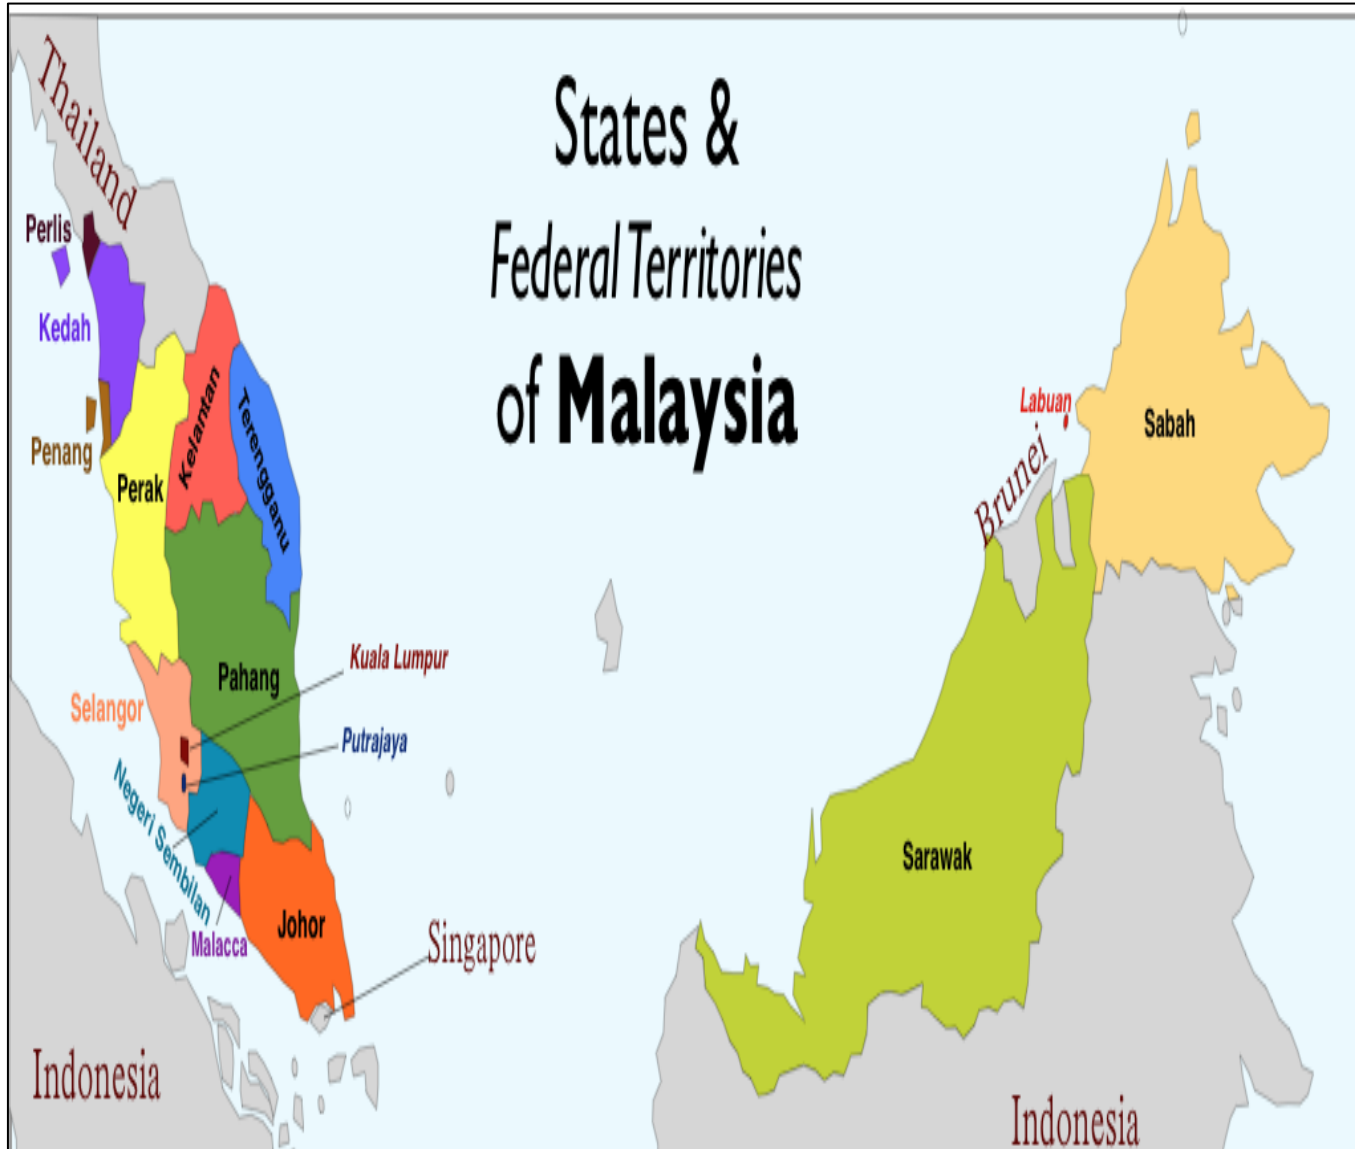 States &
Federal Territories
of Malaysia
Thailand
Perlis
Kedah
Penang
Perak
Kelantan
Terengganu
Pahang
Kuala Lumpur
Selangor
Putrajaya
Negeri Sembilan
Malacca
Johor
Singapore
Indonesia
Labuan
Brunei
Sabah
Sarawak
Indonesia